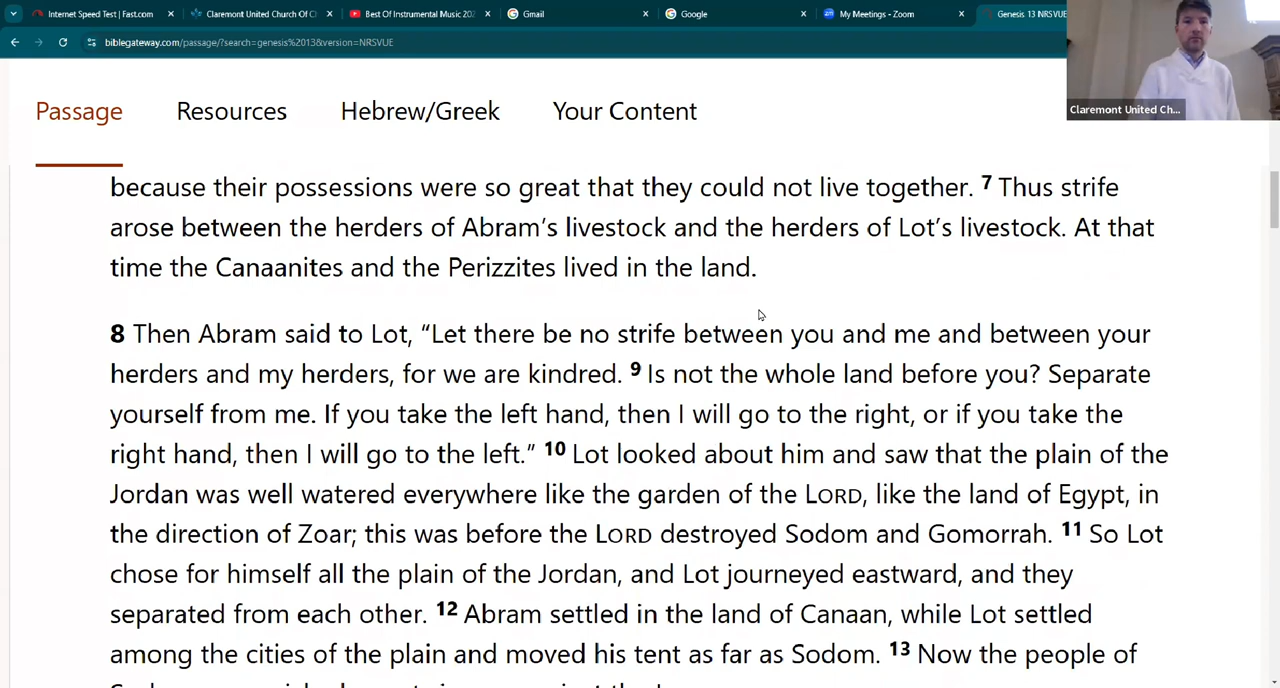 Internet Speed Test | Fast.com
Claremont United Church Of C
Best Of Instrumental Music 202
Gmail
Google
My Meetings - Zoom
Genesis 13 NRSVUE
biblegateway.com/passage/?search=genesis%2013&version=NRSVUE
Claremont United Ch...
Passage Resources Hebrew/Greek Your Content
because their possessions were so great that they could not live together. 7 Thus strife
arose between the herders of Abram’s livestock and the herders of Lot’s livestock. At that
time the Canaanites and the Perizzites lived in the land.
8 Then Abram said to Lot, “Let there be no strife between you and me and between your
herders and my herders, for we are kindred. 9 Is not the whole land before you? Separate
yourself from me. If you take the left hand, then I will go to the right, or if you take the
right hand, then I will go to the left.” 10 Lot looked about him and saw that the plain of the
Jordan was well watered everywhere like the garden of the LORD, like the land of Egypt, in
the direction of Zoar; this was before the LORD destroyed Sodom and Gomorrah. 11 So Lot
chose for himself all the plain of the Jordan, and Lot journeyed eastward, and they
separated from each other. 12 Abram settled in the land of Canaan, while Lot settled
among the cities of the plain and moved his tent as far as Sodom. 13 Now the people of